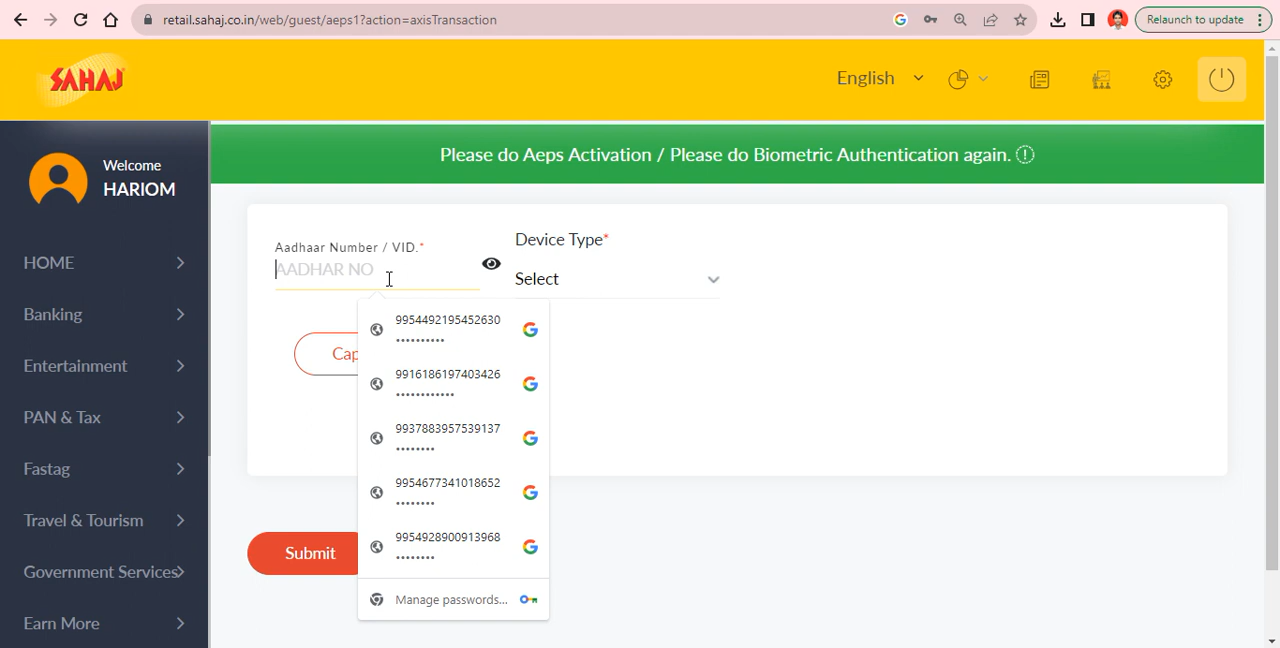 retail.sahaj.co.in/web/guest/aeps1?action=axisTransaction
Relaunch to update
SAHAJ
English
Welcome
HARIOM
Please do Aeps Activation / Please do Biometric Authentication again.
HOME
Banking
Entertainment
PAN & Tax
Fastag
Travel & Tourism
Government Services
Earn More
Aadhaar Number / VID.*
AADHAR NO
Device Type*
Select
Cap
9954492195452630
••••••••••
9916186197403426
••••••••••••
9937883957539137
••••••••
9954677341018652
••••••••
9954928900913968
••••••••
Manage passwords...
Submit